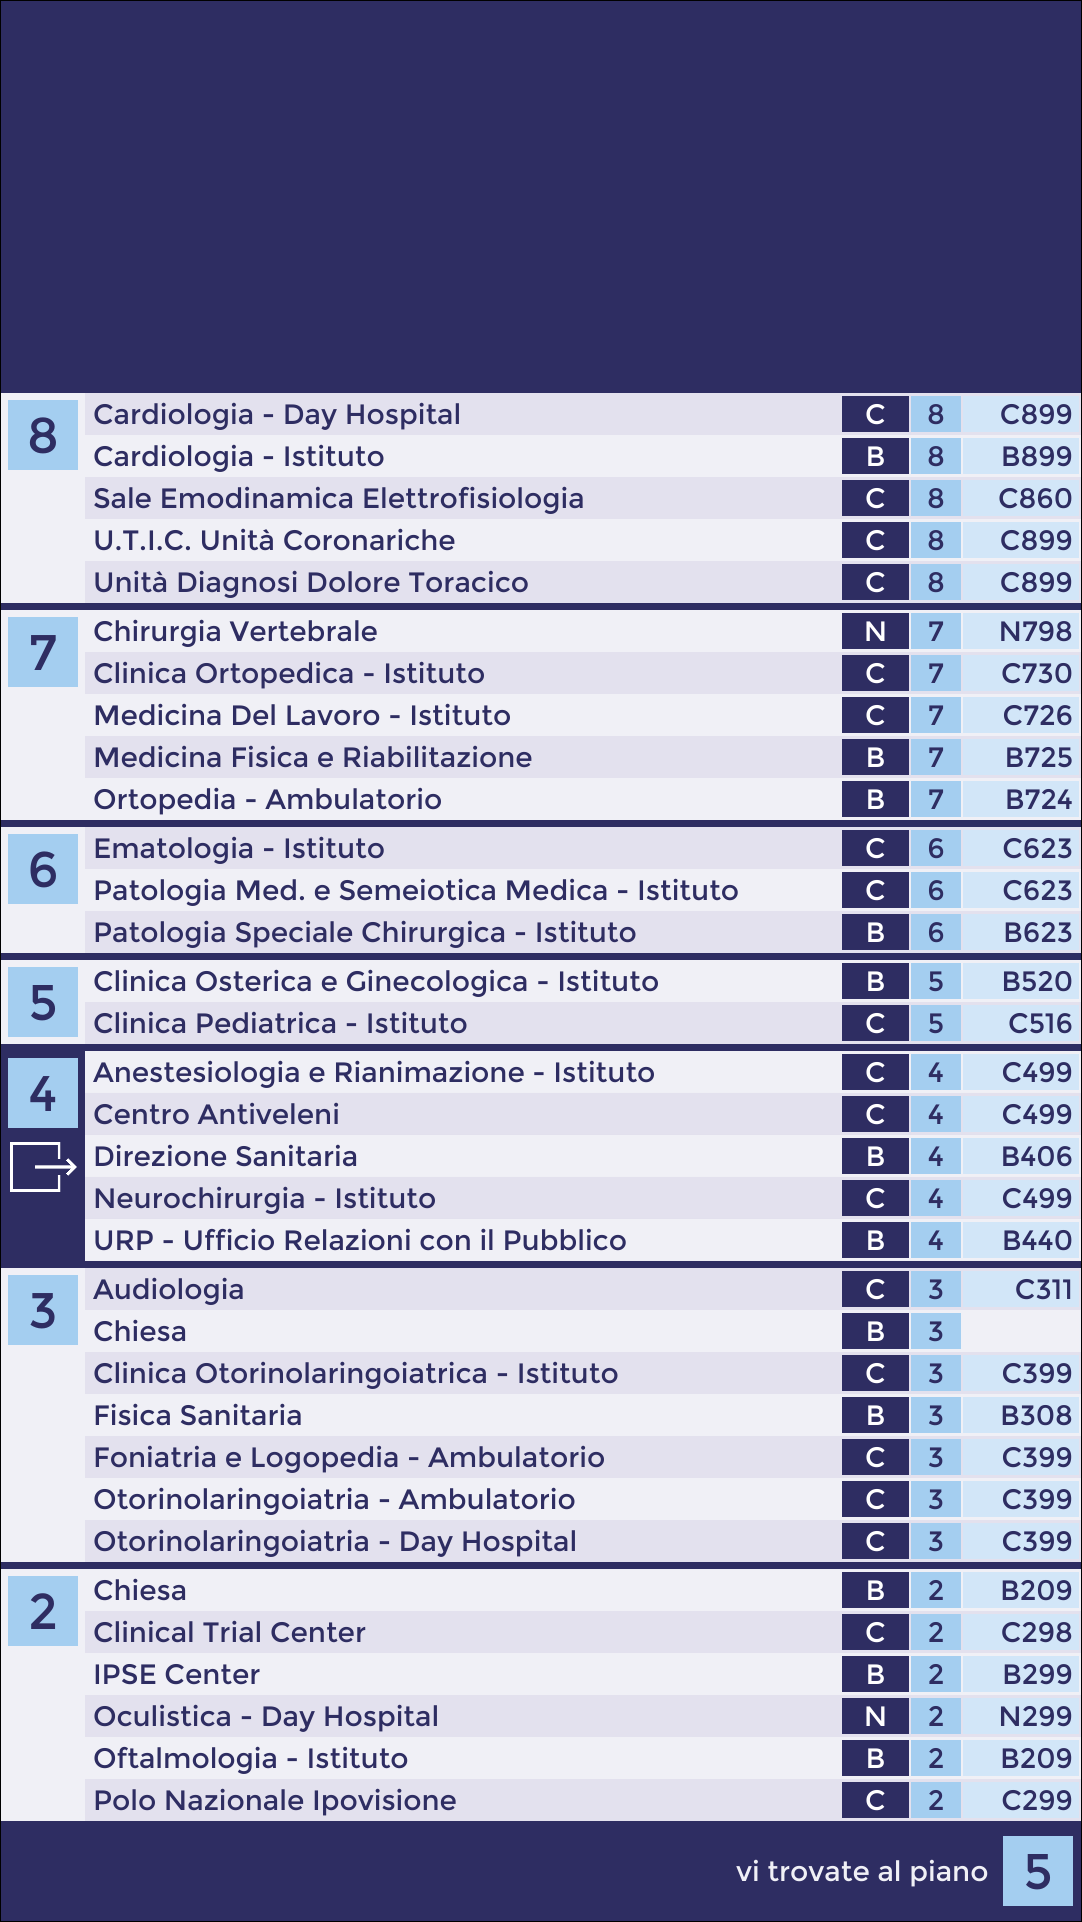 8
Cardiologia - Day Hospital C 8 C899
Cardiologia - Istituto B 8 B899
Sale Emodinamica Elettrofisiologia C 8 C860
U.T.I.C. Unità Coronariche C 8 C899
Unità Diagnosi Dolore Toracico C 8 C899
7
Chirurgia Vertebrale N 7 N798
Clinica Ortopedica - Istituto C 7 C730
Medicina Del Lavoro - Istituto C 7 C726
Medicina Fisica e Riabilitazione B 7 B725
Ortopedia - Ambulatorio B 7 B724
6
Ematologia - Istituto C 6 C623
Patologia Med. e Semeiotica Medica - Istituto C 6 C623
Patologia Speciale Chirurgica - Istituto B 6 B623
5
Clinica Osterica e Ginecologica - Istituto B 5 B520
Clinica Pediatrica - Istituto C 5 C516
4
Anestesiologia e Rianimazione - Istituto C 4 C499
Centro Antiveleni C 4 C499
Direzione Sanitaria B 4 B406
Neurochirurgia - Istituto C 4 C499
URP - Ufficio Relazioni con il Pubblico B 4 B440
3
Audiologia C 3 C311
Chiesa B 3
Clinica Otorinolaringoiatrica - Istituto C 3 C399
Fisica Sanitaria B 3 B308
Foniatria e Logopedia - Ambulatorio C 3 C399
Otorinolaringoiatria - Ambulatorio C 3 C399
Otorinolaringoiatria - Day Hospital C 3 C399
2
Chiesa B 2 B209
Clinical Trial Center C 2 C298
IPSE Center B 2 B299
Oculistica - Day Hospital N 2 N299
Oftalmologia - Istituto B 2 B209
Polo Nazionale Ipovisione C 2 C299
vi trovate al piano 5